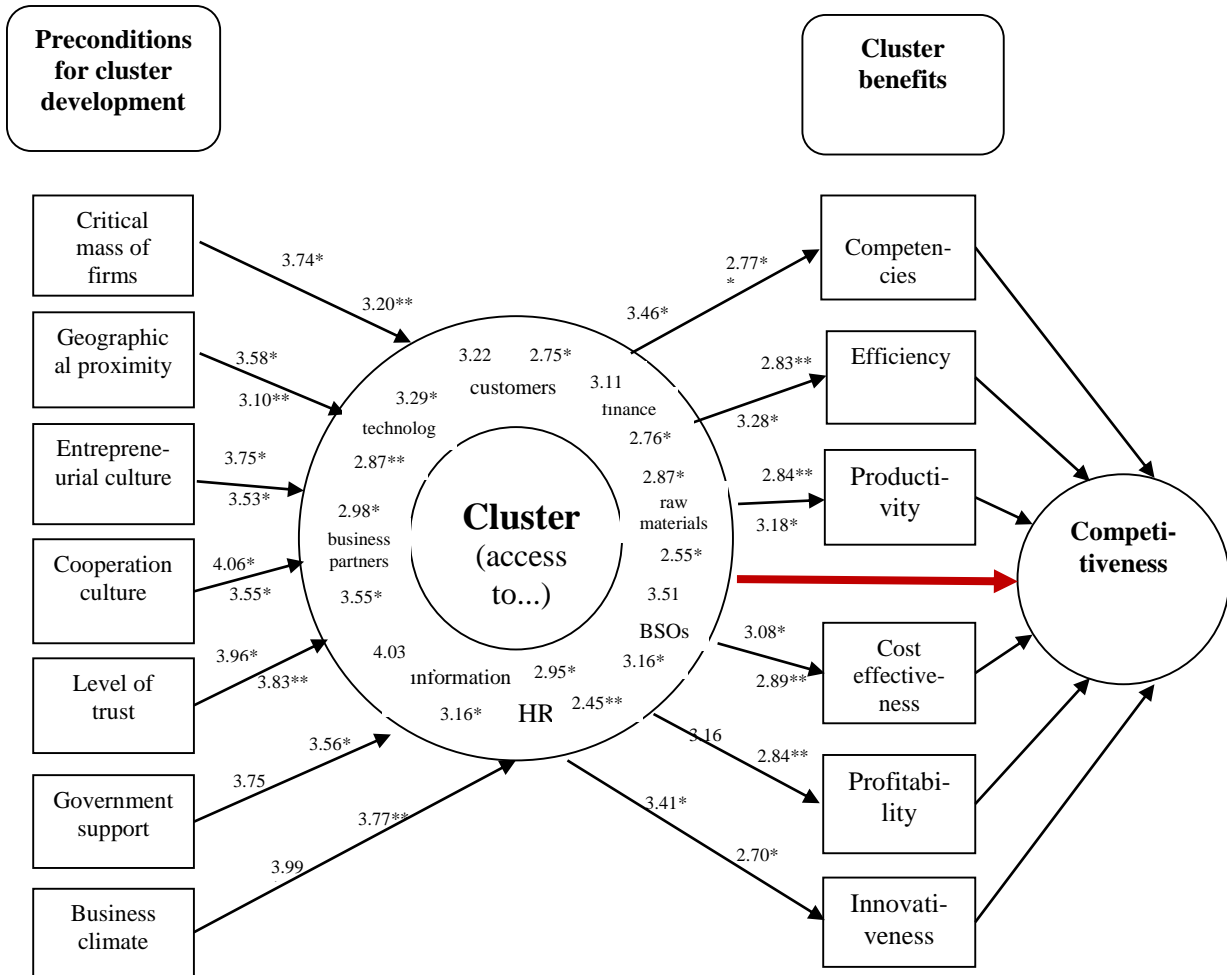 Preconditions
for cluster
development
Cluster
benefits
Critical
mass of
firms
3.74*
3.20**
Geographic
al proximity
3.58*
3.10**
Entreprene-
urial culture
3.75*
3.53*
Cooperation
culture
4.06*
3.55*
Level of
trust
3.96*
3.83**
Government
support
3.56*
3.75
Business
climate
3.77**
3.99
3.22 2.75*
customers
3.11
finance
2.76*
3.29*
technolog
2.87**
2.87*
raw
materials
2.55*
2.98*
business
partners
3.55*
Cluster
(access
to...)
3.51
BSOs
3.16*
4.03
information
3.16*
2.95*
HR
2.45**
2.77*
*
3.46*
Competen-
cies
2.83**
3.28*
Efficiency
2.84**
3.18*
Producti-
vity
3.08*
2.89**
Cost
effective-
ness
3.16
2.84**
Profitabi-
lity
3.41*
2.70*
Innovati-
veness
Competi-
tiveness